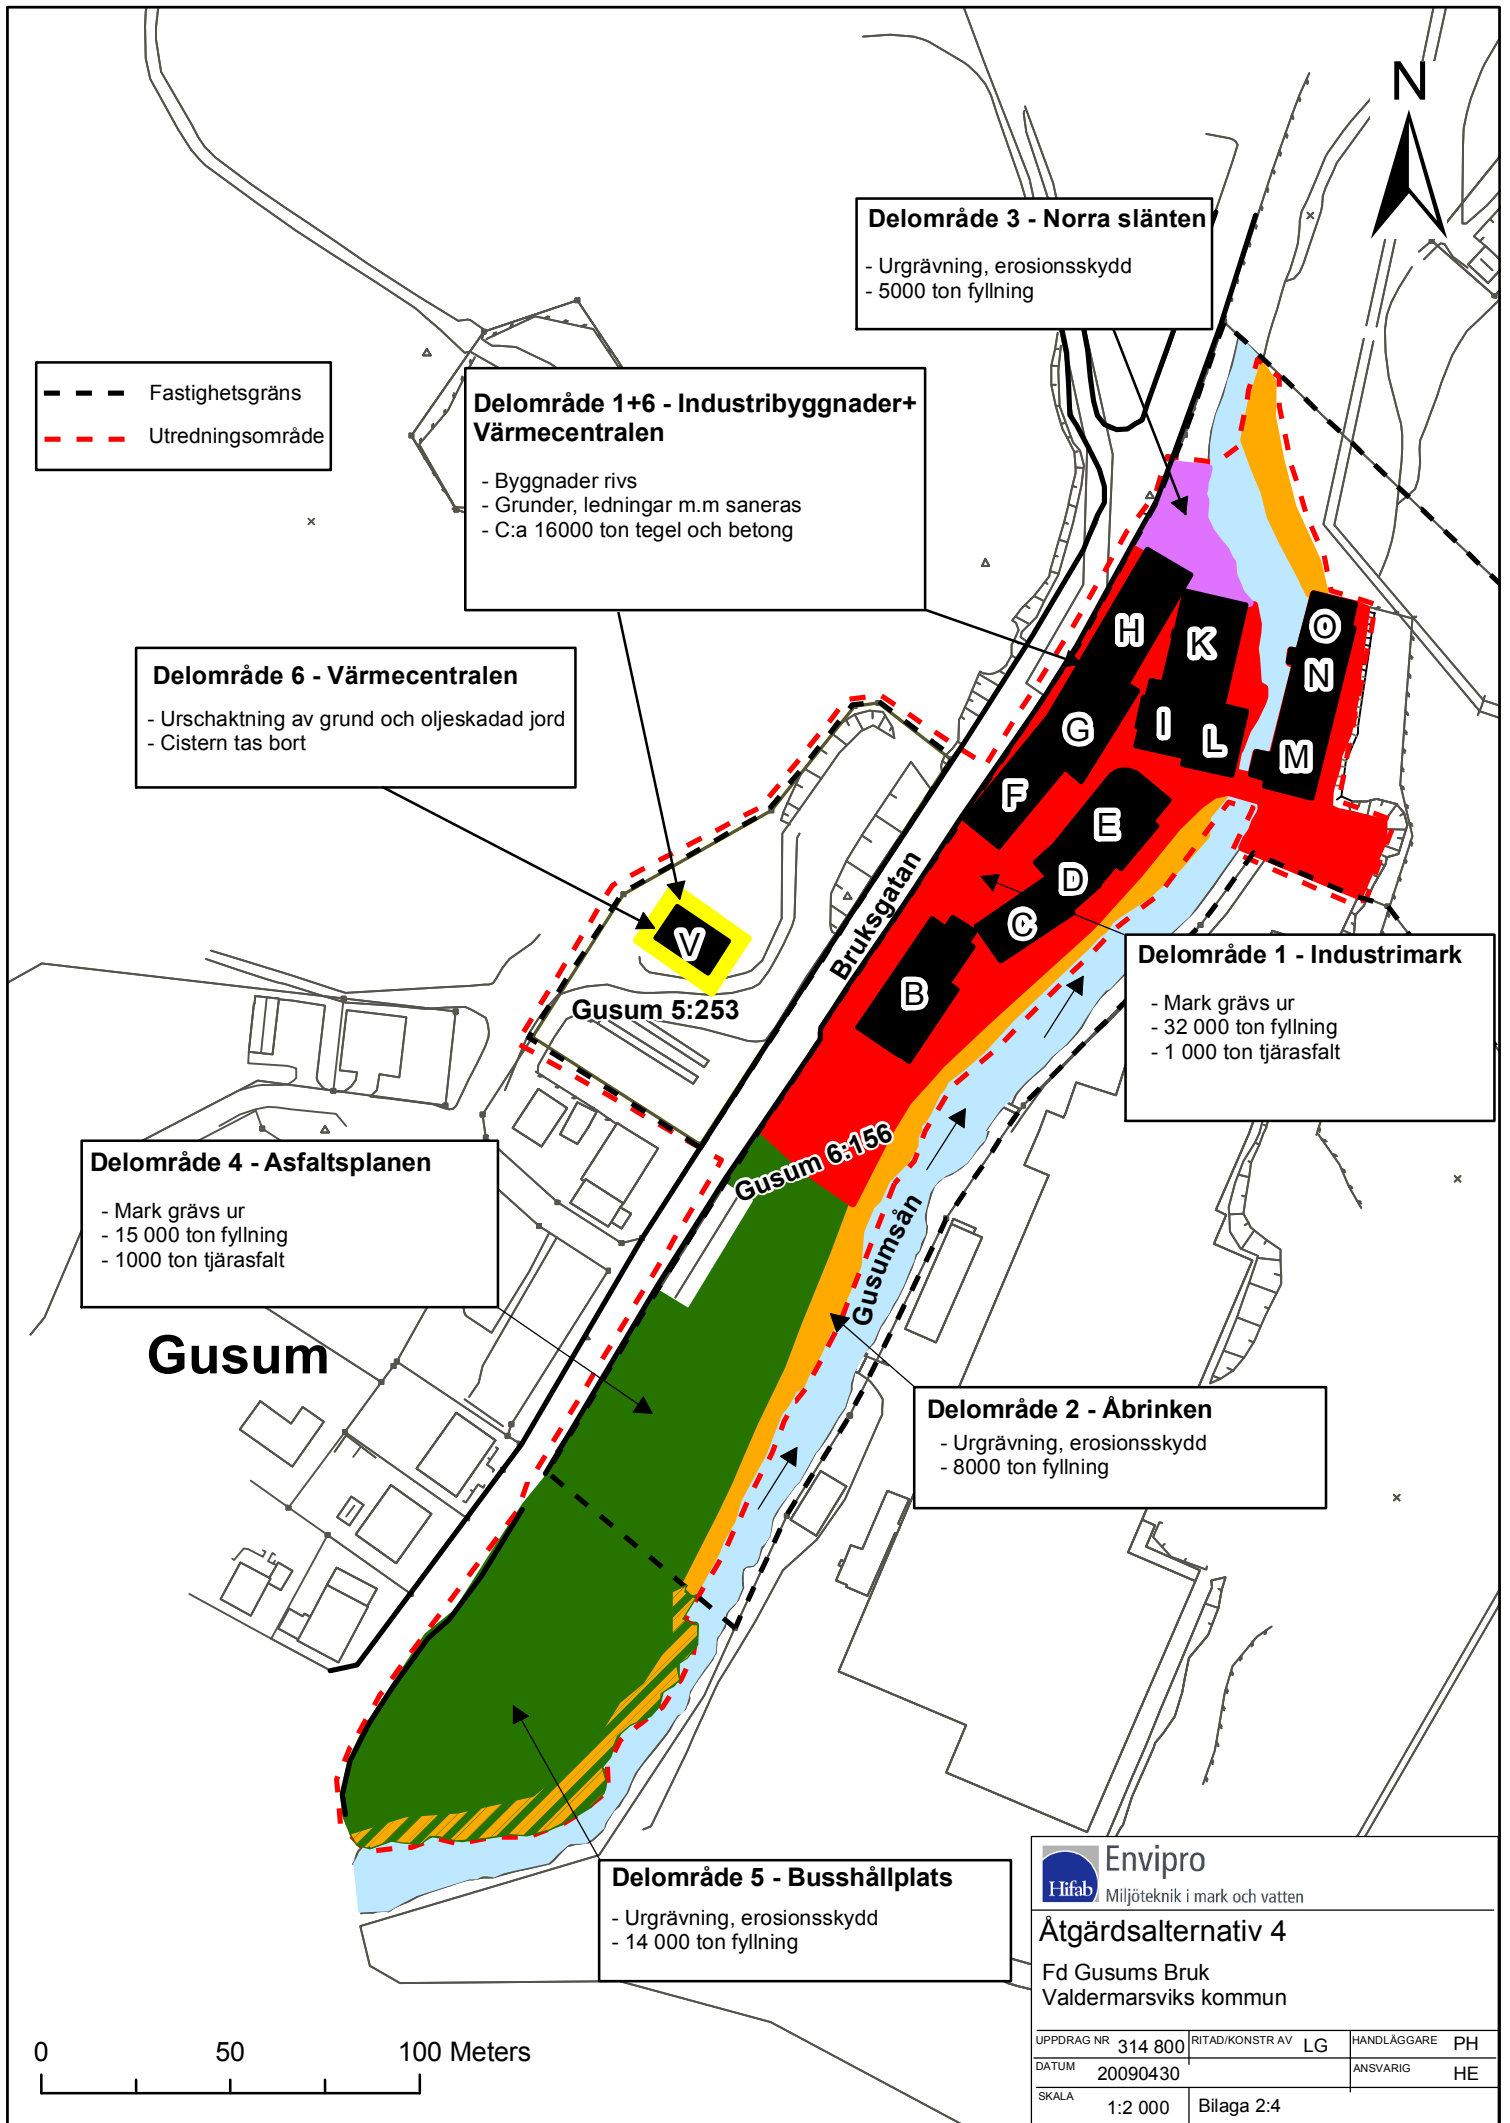 N
Delområde 3 - Norra slänten
- Urgrävning, erosionsskydd
- 5000 ton fyllning
Fastighetsgräns
Utredningsområde
Delområde 1+6 - Industribyggnader+
Värmecentralen
- Byggnader rivs
- Grunder, ledningar m.m saneras
- C:a 16000 ton tegel och betong
Delområde 6 - Värmecentralen
- Urschaktning av grund och oljeskadad jord
- Cistern tas bort
H
K
O
N
G
I
L
M
F
E
D
C
B
V
Bruksgatan
Gusum 5:253
Delområde 1 - Industrimark
- Mark grävs ur
- 32 000 ton fyllning
- 1 000 ton tjärasfalt
Gusum 6:156
Gusumsån
Delområde 4 - Asfaltsplanen
- Mark grävs ur
- 15 000 ton fyllning
- 1000 ton tjärasfalt
Gusum
Delområde 2 - Åbrinken
- Urgrävning, erosionsskydd
- 8000 ton fyllning
Delområde 5 - Busshållplats
- Urgrävning, erosionsskydd
- 14 000 ton fyllning
0 50 100 Meters
Hifab
Envipro
Miljöteknik i mark och vatten
Åtgärdsalternativ 4
Fd Gusums Bruk
Valdermarsviks kommun
UPPDRAG NR 314 800 RITAD/KONSTR AV LG HANDLÄGGARE PH
DATUM 20090430 ANSVARIG HE
SKALA 1:2 000 Bilaga 2:4